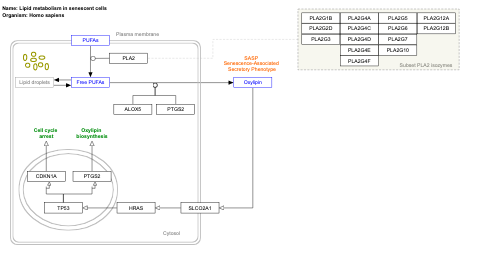 Name: Lipid metabolism in senescent cells
Organism: Homo sapiens
Plasma membrane
PUFAs
PLA2
Lipid droplets
Free PUFAs
ALOX5
PTGS2
SASP
Senescence-Associated
Secretory Phenotype
Oxylipin
PLA2G1B PLA2G4A PLA2G5 PLA2G12A
PLA2G2D PLA2G4C PLA2G6 PLA2G12B
PLA2G3 PLA2G4D PLA2G7
PLA2G4E PLA2G10
PLA2G4F
Subset PLA2 isozymes
Cell cycle
arrest
Oxylipin
biosynthesis
CDKN1A
PTGS2
TP53
HRAS
SLCO2A1
Cytosol